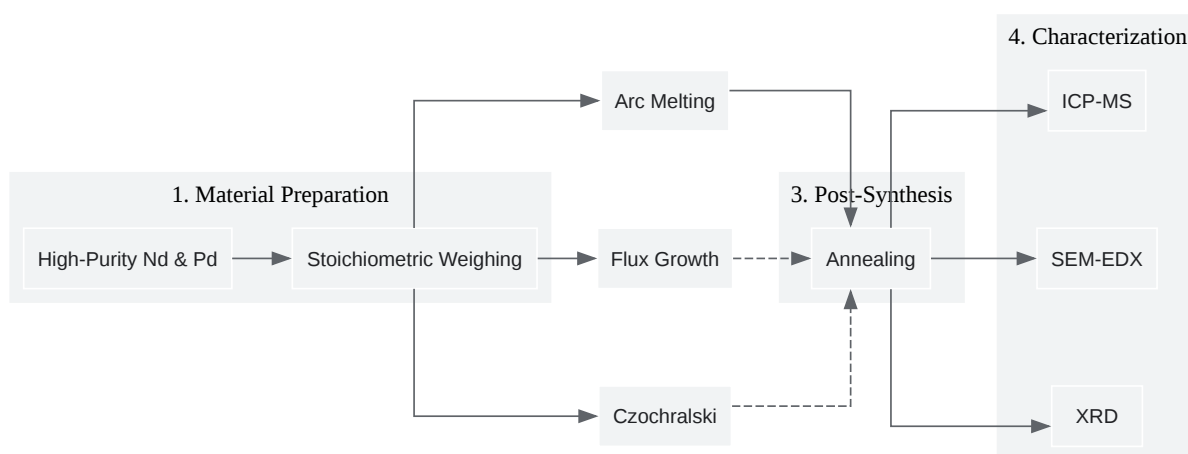 1. Material Preparation
High-Purity Nd & Pd
Stoichiometric Weighing
Arc Melting
Flux Growth
Czochralski
3. Post-Synthesis
Annealing
4. Characterization
ICP-MS
SEM-EDX
XRD